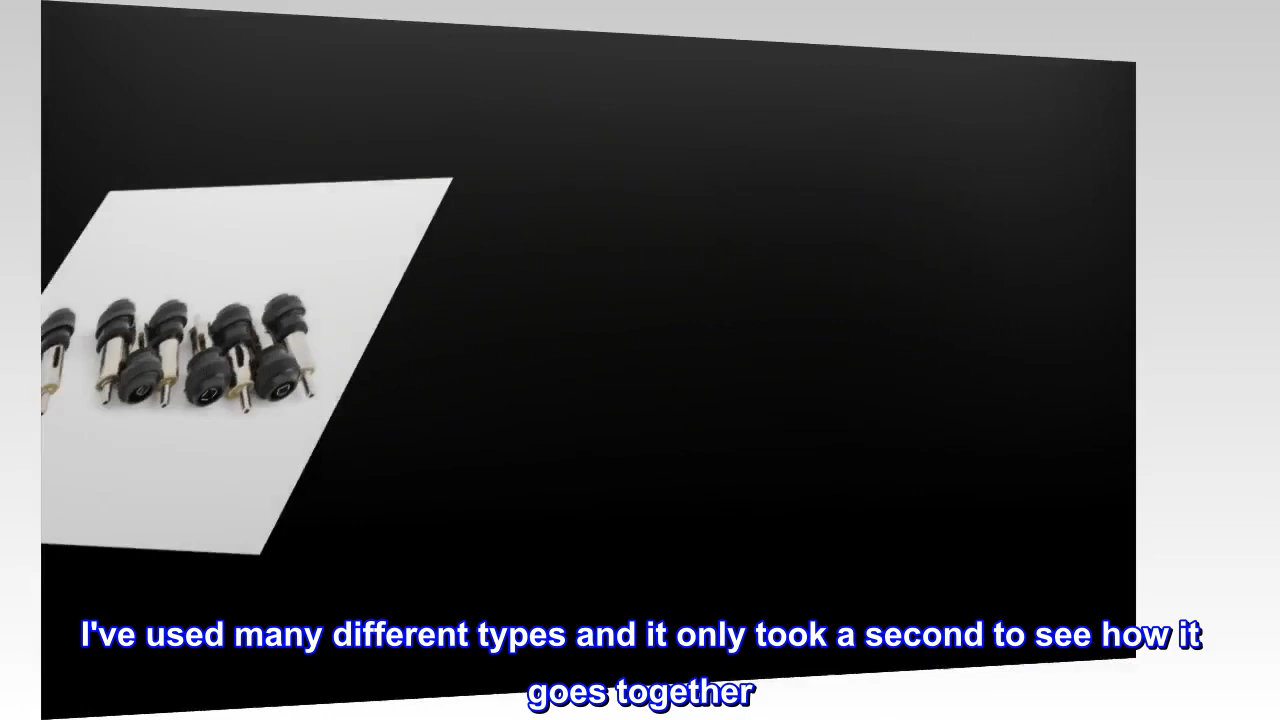 I've used many different types and it only took a second to see how it
goes together